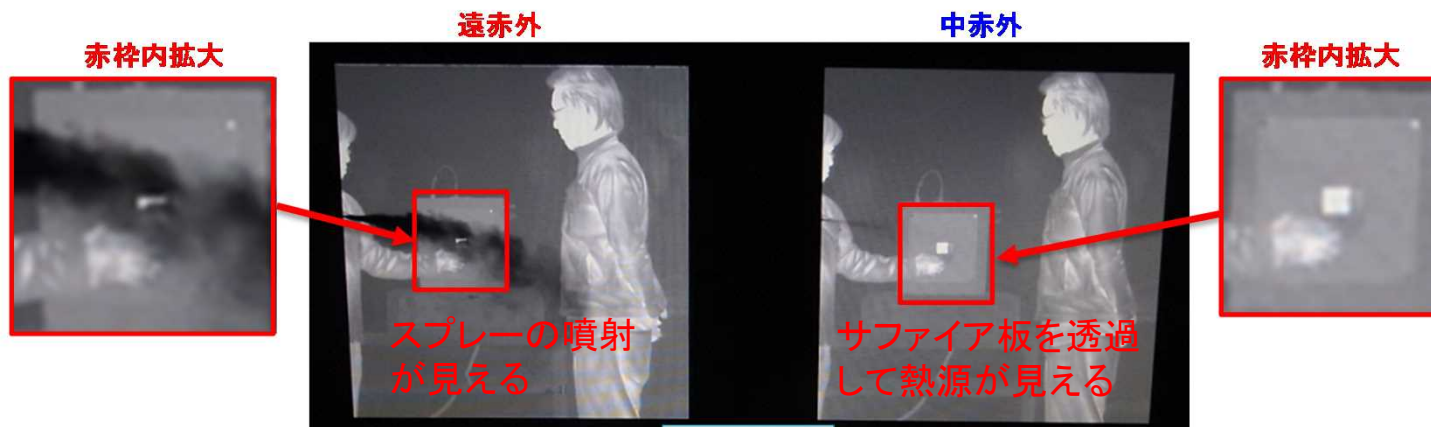 遠赤外
中赤外
赤枠内拡大
赤枠内拡大
スプレーの噴射
が見える
サファイア板を透過
して熱源が見える